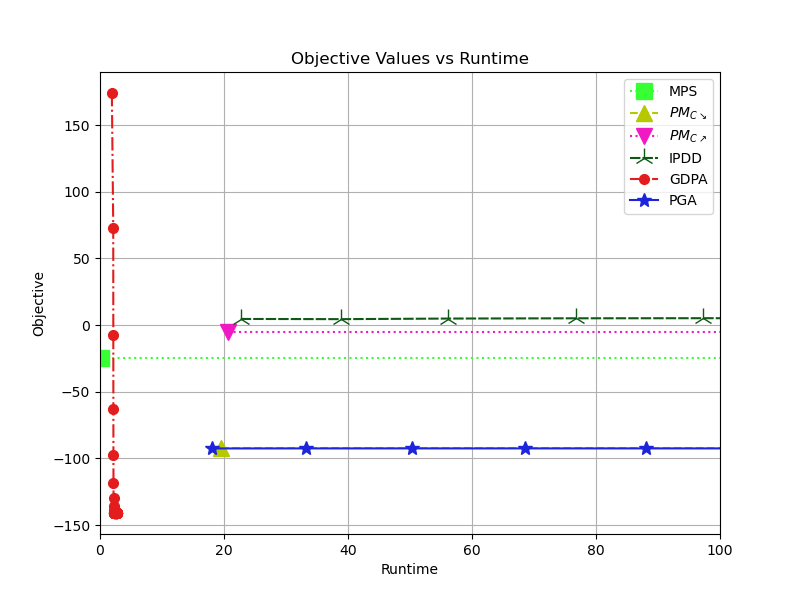 Objective Values vs Runtime
Objective
150
100
50
0
−50
−100
−150
0 20 40 60 80 100
Runtime
MPS
PM_{C↘}
PM_{C↗}
IPDD
GDPA
PGA